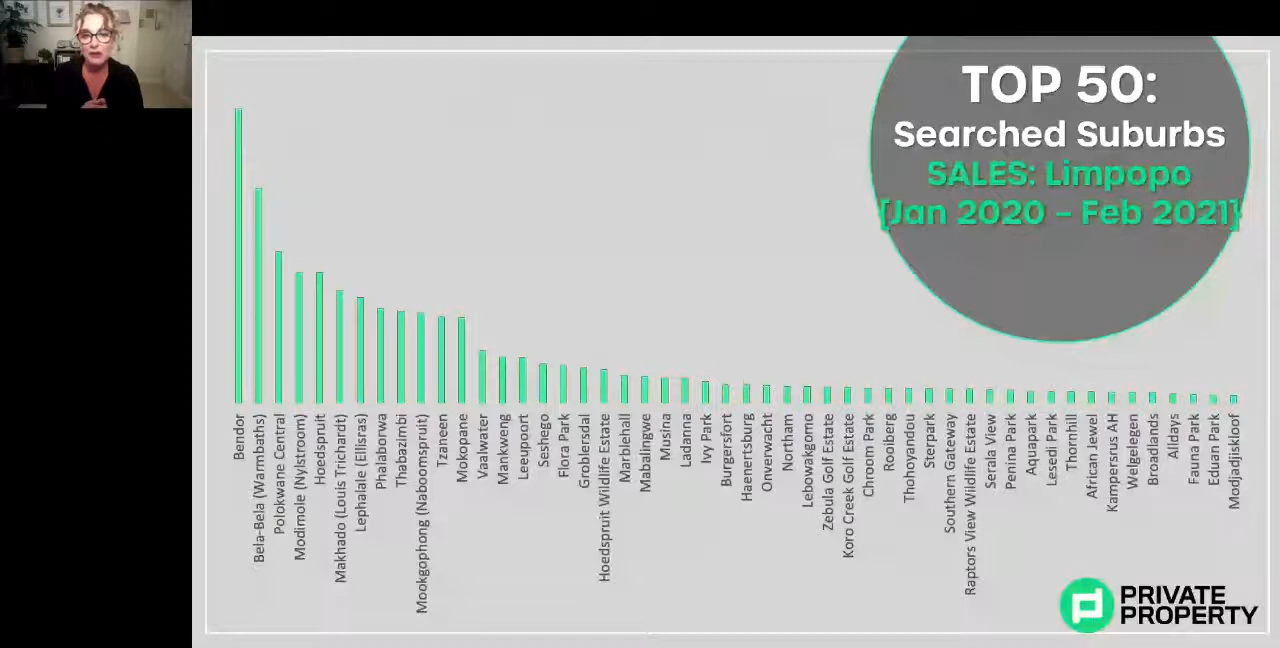 TOP 50:
Searched Suburbs
SALES: Limpopo
[Jan 2020 – Feb 2021]
Bendor
Bela-Bela (Warmbaths)
Polokwane Central
Modimole (Nylstroom)
Hoedspruit
Makhado (Louis Trichardt)
Lephalale (Ellisras)
Phalaborwa
Thabazimbi
Mookgophong (Naboomspruit)
Tzaneen
Mokopane
Vaalwater
Mankweng
Leeupoort
Seshego
Flora Park
Groblersdal
Hoedspruit Wildlife Estate
Marblehall
Mabalingwe
Musina
Ladanna
Ivy Park
Burgersfort
Haenertsburg
Onverwacht
Northam
Lebowakgomo
Zebula Golf Estate
Koro Creek Golf Estate
Chroom Park
Rooiberg
Thohoyandou
Sterpark
Southern Gateway
Raptors View Wildlife Estate
Serala View
Penina Park
Aquapark
Lesedi Park
Thornhill
African Jewel
Kampersrus AH
Welgelegen
Broadlands
Alldays
Fauna Park
Eduan Park
Modjadjiskloof
PRIVATE
PROPERTY